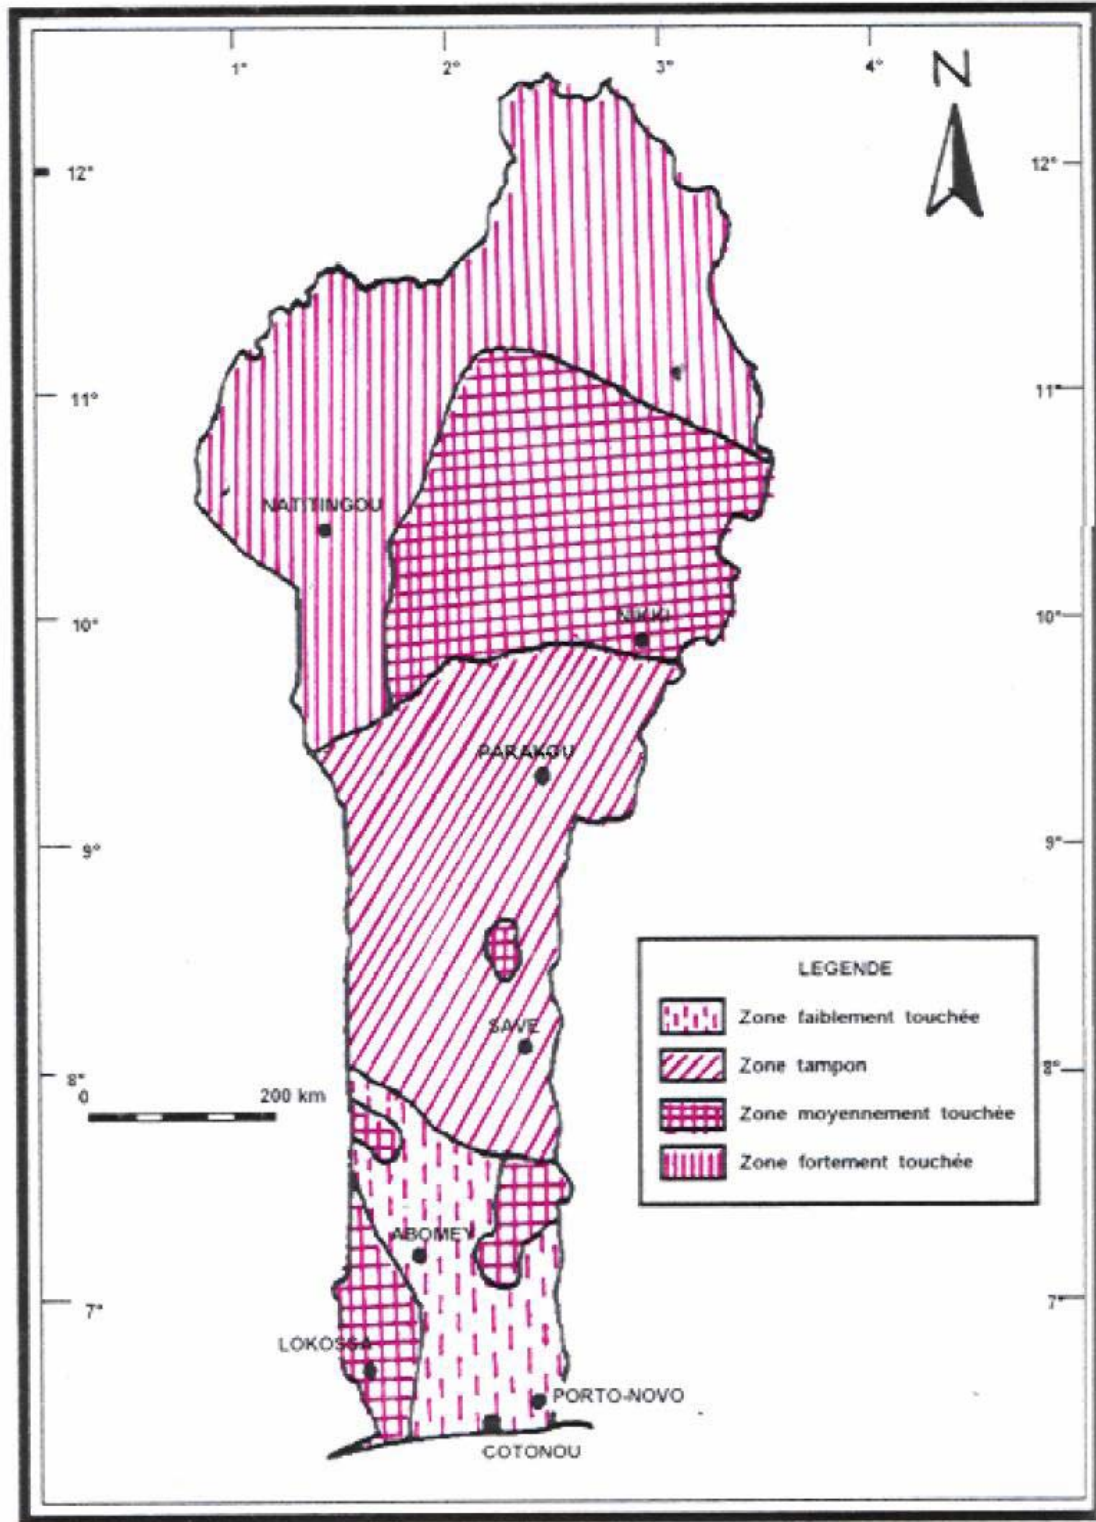 1° 2° 3° 4°
N
12° 12°
11° 11°
NATITINGOU
10° 10°
NIKKI
PARAKOU
9° 9°
LEGENDE
Zone faiblement touchée
SAVE
Zone tampon
8° 8°
0 200 km
Zone moyennement touchée
Zone fortement touchée
ABOMEY
7° 7°
LOKOSSA
PORTO-NOVO
COTONOU